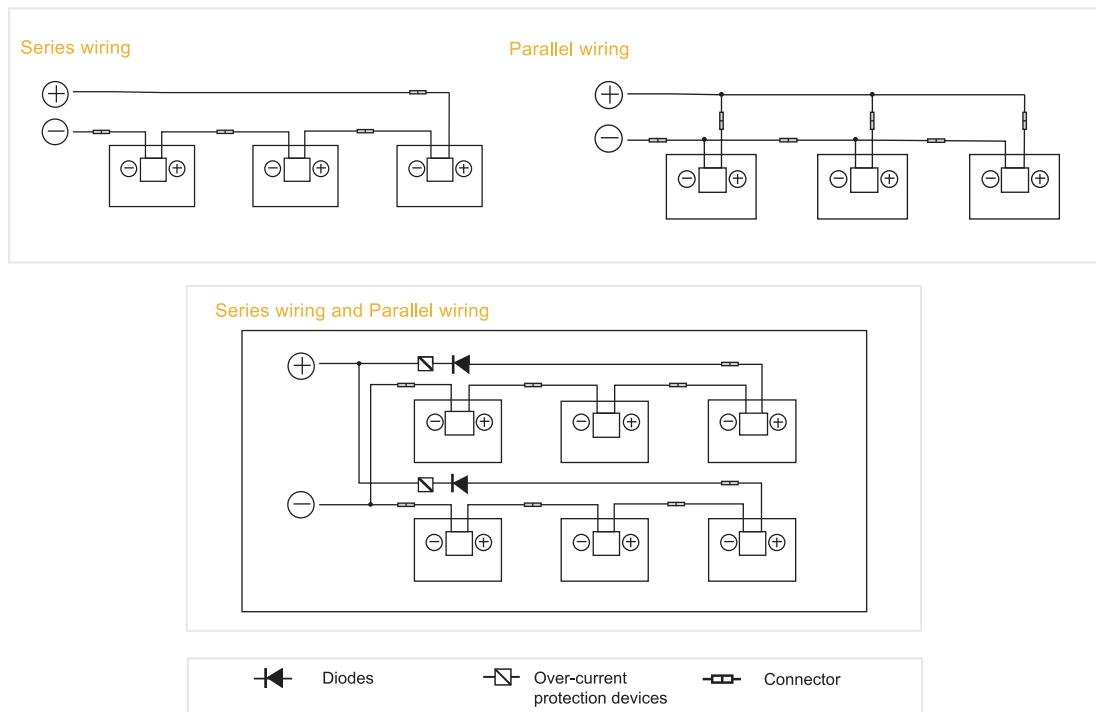 Series wiring
Parallel wiring
Series wiring and Parallel wiring
Diodes
Over-current
protection devices
Connector